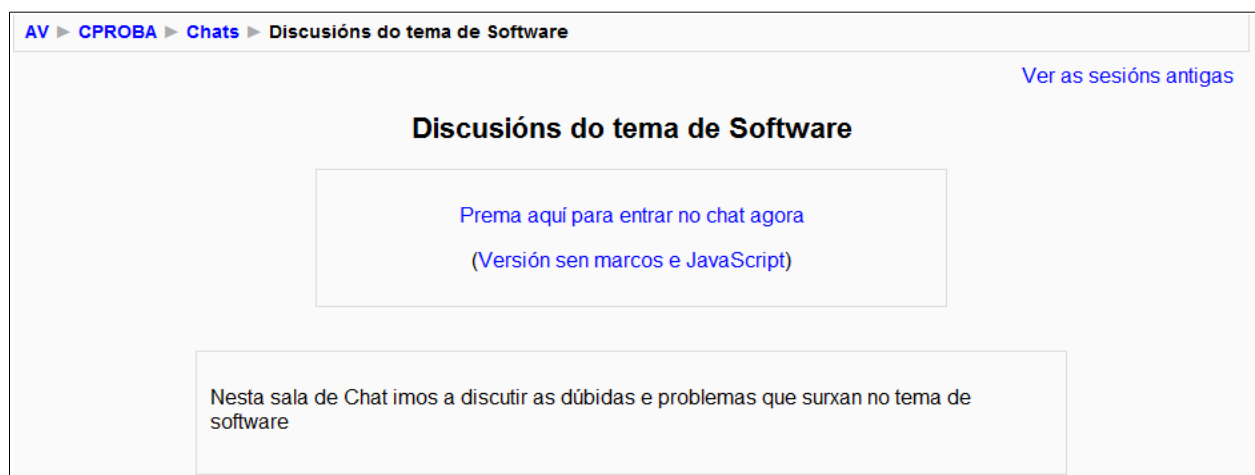 AV ► CPROBA ► Chats ► Discusións do tema de Software
Ver as sesións antigas
Discusións do tema de Software
Prema aquí para entrar no chat agora
(Versión sen marcos e JavaScript)
Nesta sala de Chat imos a discutir as dúbidas e problemas que surxan no tema de
software